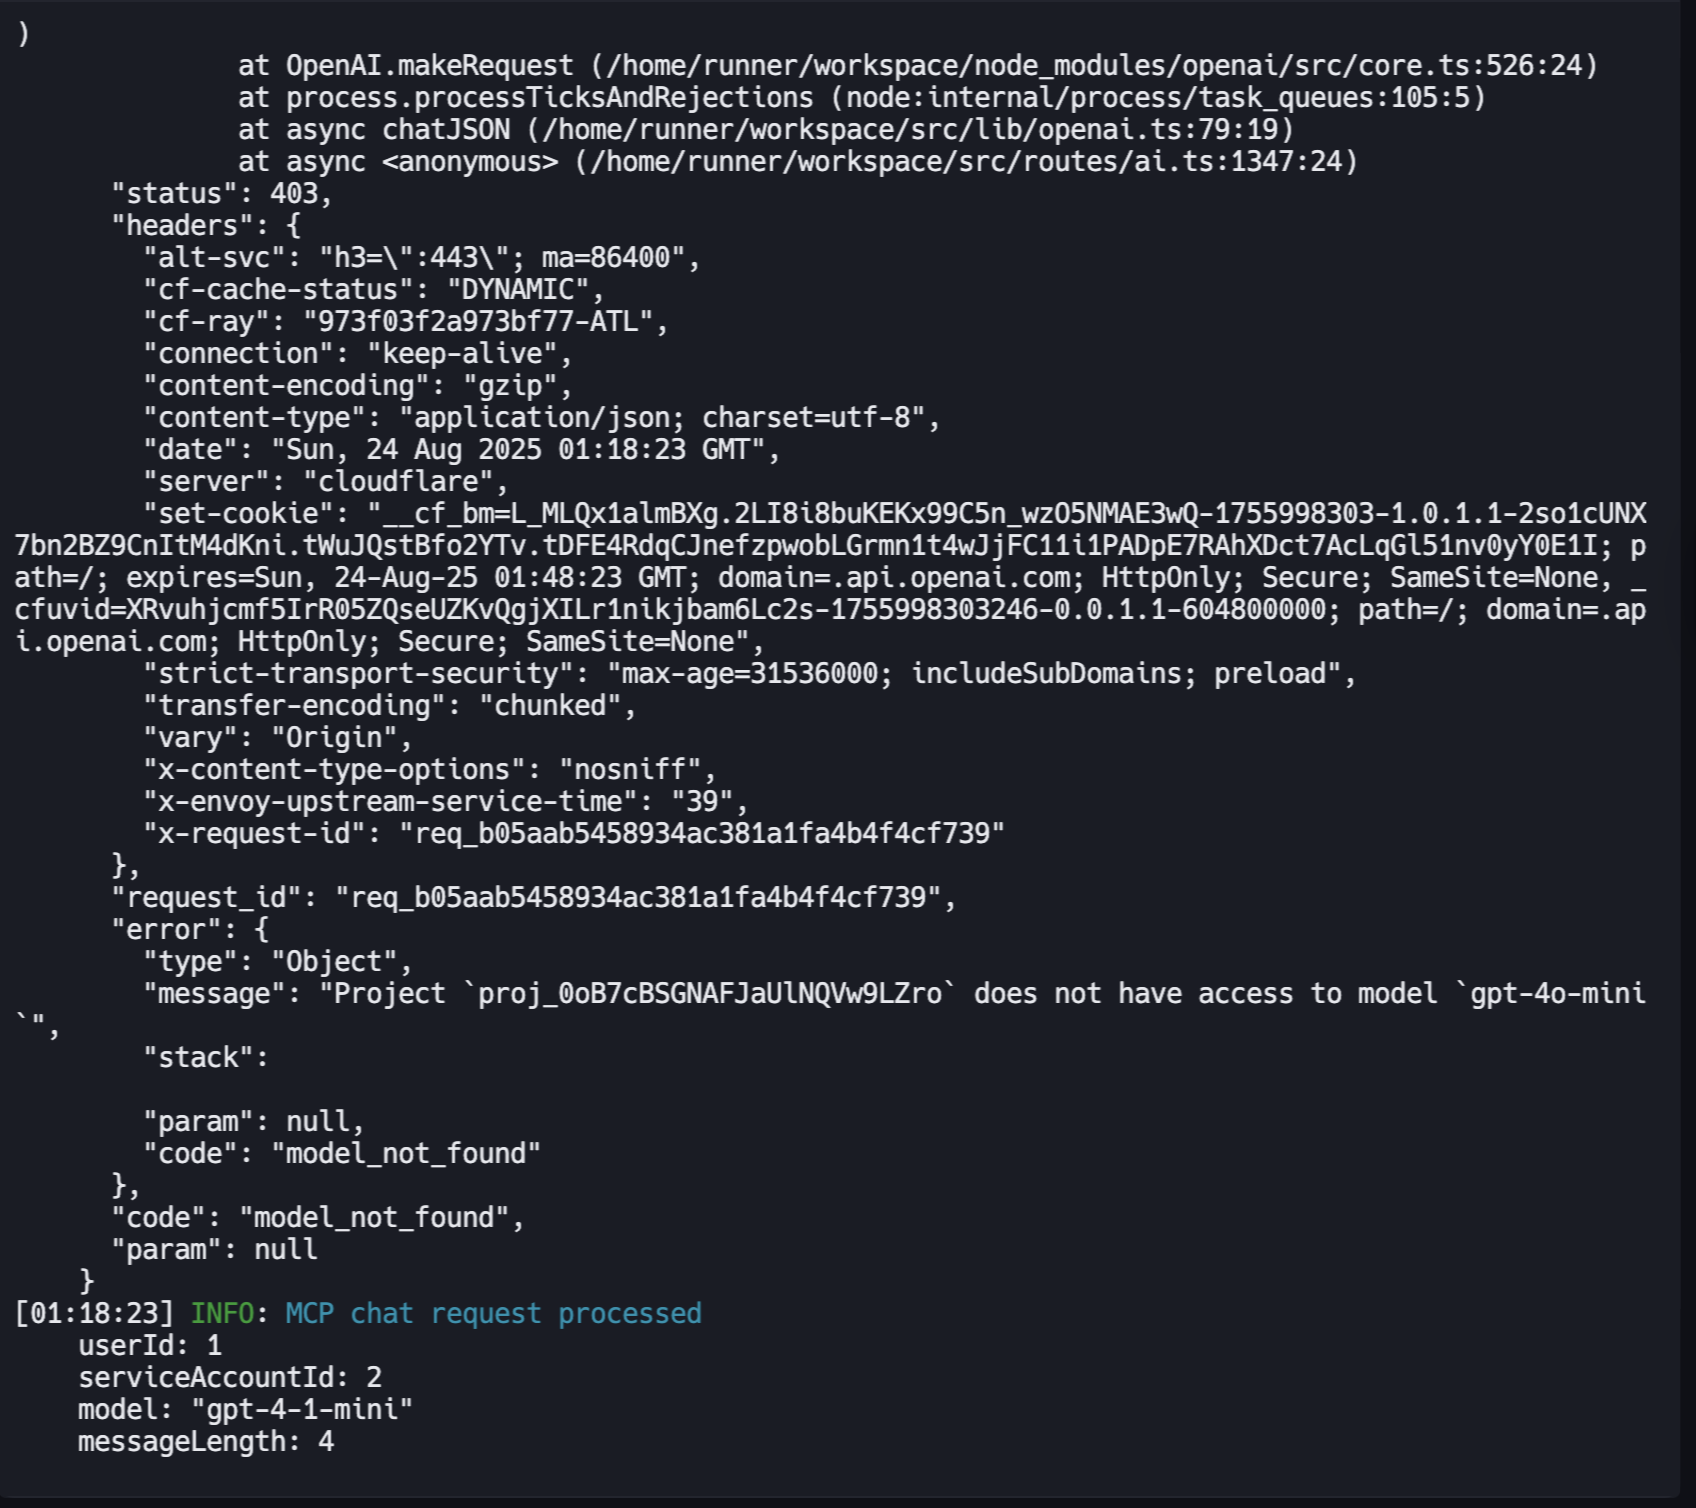 )
at OpenAI.makeRequest (/home/runner/workspace/node_modules/openai/src/core.ts:526:24)
at process.processTicksAndRejections (node:internal/process/task_queues:105:5)
at async chatJSON (/home/runner/workspace/src/lib/openai.ts:79:19)
at async <anonymous> (/home/runner/workspace/src/routes/ai.ts:1347:24)
"status": 403,
"headers": {
"alt-svc": "h3=\":443\"; ma=86400",
"cf-cache-status": "DYNAMIC",
"cf-ray": "973f03f2a973bf77-ATL",
"connection": "keep-alive",
"content-encoding": "gzip",
"content-type": "application/json; charset=utf-8",
"date": "Sun, 24 Aug 2025 01:18:23 GMT",
"server": "cloudflare",
"set-cookie": "__cf_bm=L_MLQx1almBXg.2LI8i8buKEKx99C5n_wzO5NMAE3wQ-1755998303-1.0.1.1-2so1cUNX
7bn2BZ9CnItM4dKni.tWuJQstBfo2YTv.tDFE4RdqCJnefzpwobLGrmn1t4wJjFC11i1PADpE7RAhXDct7AcLqGl51nv0yY0E1I; p
ath=/; expires=Sun, 24-Aug-25 01:48:23 GMT; domain=.api.openai.com; HttpOnly; Secure; SameSite=None, _
cfuvid=XRvuhjcmf5IrR05ZQseUZKvQgjXILr1nikjbam6Lc2s-1755998303246-0.0.1.1-604800000; path=/; domain=.ap
i.openai.com; HttpOnly; Secure; SameSite=None",
"strict-transport-security": "max-age=31536000; includeSubDomains; preload",
"transfer-encoding": "chunked",
"vary": "Origin",
"x-content-type-options": "nosniff",
"x-envoy-upstream-service-time": "39",
"x-request-id": "req_b05aab5458934ac381a1fa4b4f4cf739"
},
"request_id": "req_b05aab5458934ac381a1fa4b4f4cf739",
"error": {
"type": "Object",
"message": "Project `proj_0oB7cBSGNAFJaUlNQVw9LZro` does not have access to model `gpt-4o-mini
`",
"stack":
"param": null,
"code": "model_not_found"
},
"code": "model_not_found",
"param": null
}
[01:18:23] INFO: MCP chat request processed
userId: 1
serviceAccountId: 2
model: "gpt-4-1-mini"
messageLength: 4